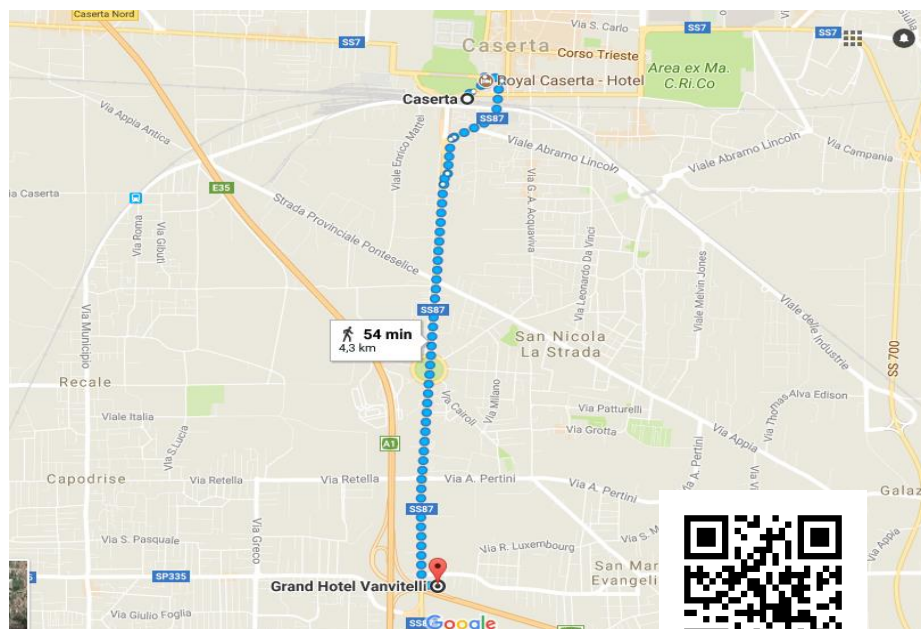 Caserta Nord
Via S. Carlo
SS7
SS7
SS7
Caserta
Corso Trieste
Royal Caserta - Hotel
Area ex Ma.
C.Ri.Co
Caserta
SS87
Via Appia Antica
Viale Enrico Mattei
Viale Abramo Lincoln
Viale Abramo Lincoln
Via Campania
ia Caserta
E35
Strada Provinciale Ponteselice
Via G. A. Acquaviva
Via Roma
Via Gibuti
Via Leonardo Da Vinci
Viale Melvin Jones
Viale delle Industrie
Via Municipio
SS87
54 min
4,3 km
San Nicola
La Strada
SS 700
Recale
Via Cairoli
Via Milano
Via Patturelli
Via Thomas Alva Edison
Viale Italia
Via S.Lucia
Via Grotta
Via Appia
A1
Via A. Pertini
Capodrise
Via Retella
Via Retella
Via A. Pertini
Via A. Pertini
Galaz
SS87
Via Greco
Via S. Pasquale
Via R. Luxembourg
Via S. M
Via Appia
San Mar
Evangeli
SP335
Grand Hotel Vanvitelli
Via Giulio Foglia
Google